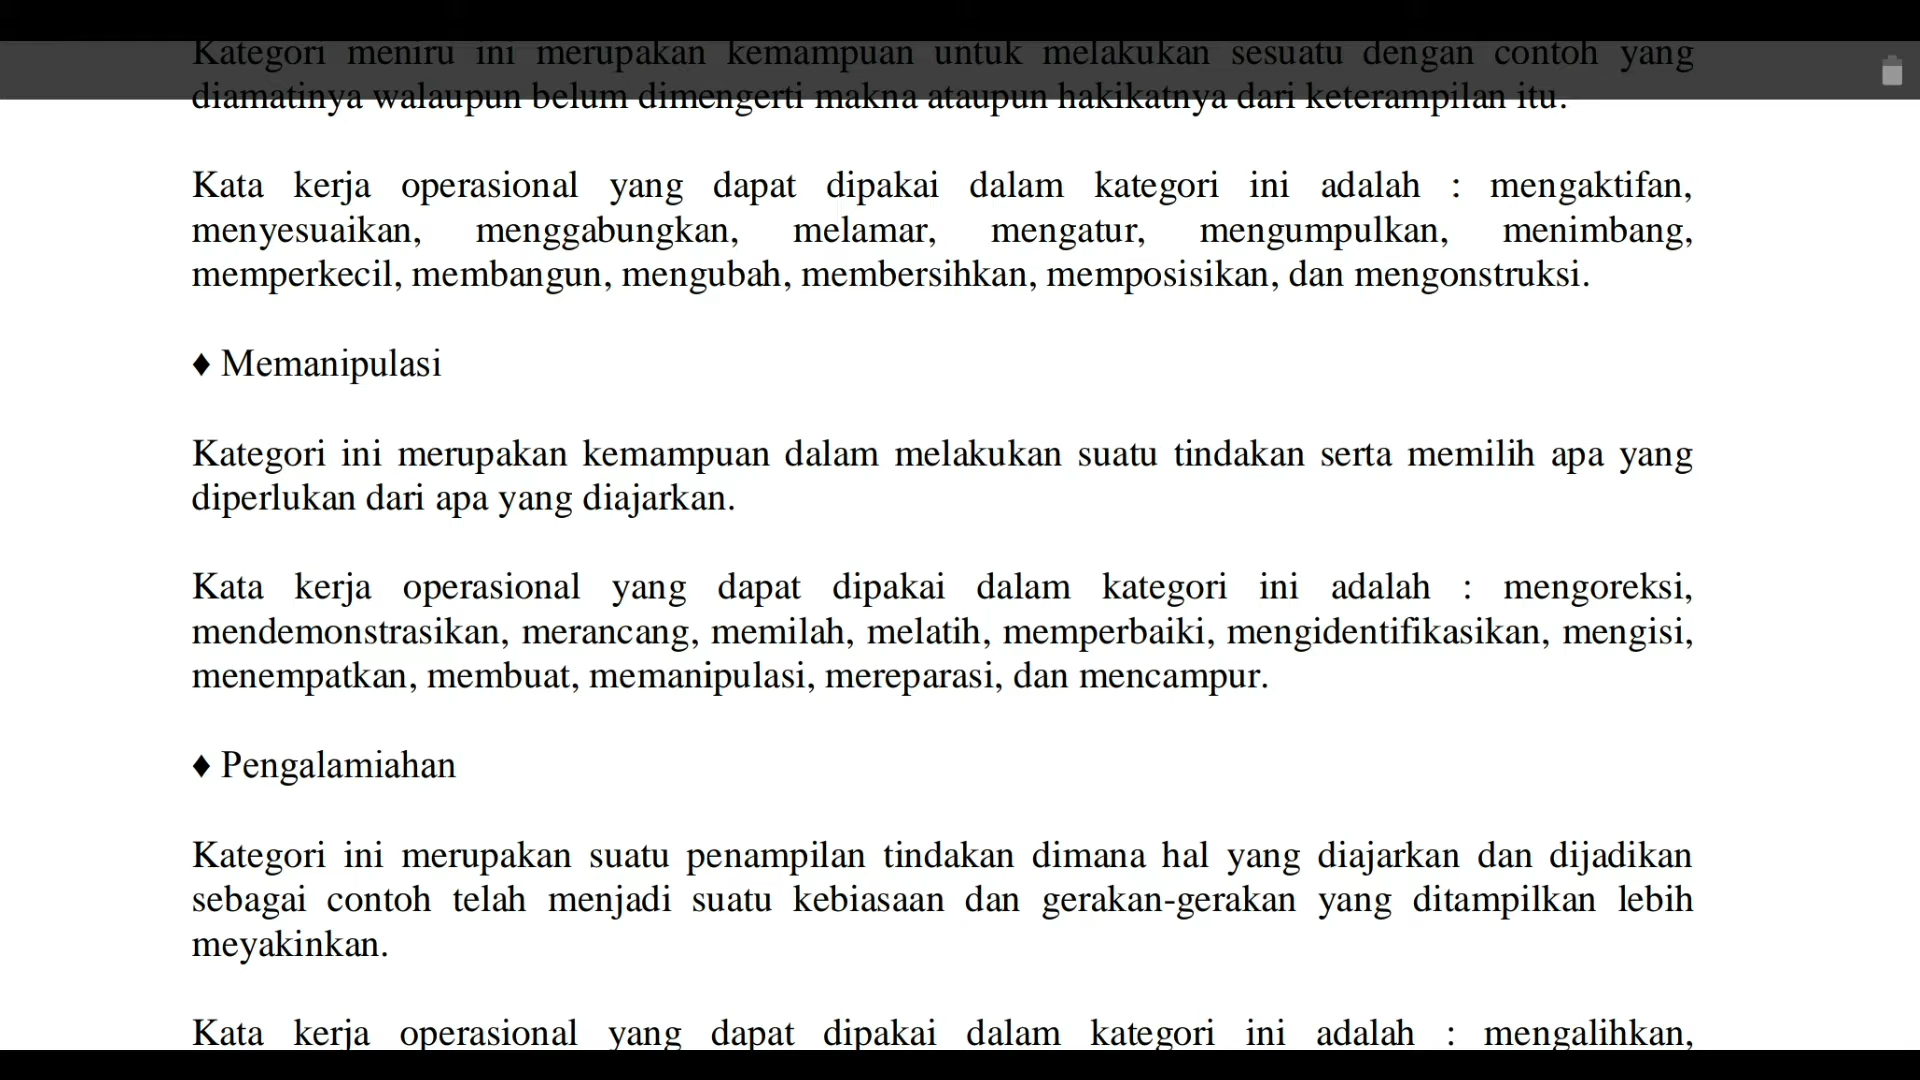 Kategori meniru ini merupakan kemampuan untuk melakukan sesuatu dengan contoh yang
diamatinya walaupun belum dimengerti makna ataupun hakikatnya dari keterampilan itu.
Kata kerja operasional yang dapat dipakai dalam kategori ini adalah : mengaktifan,
menyesuaikan, menggabungkan, melamar, mengatur, mengumpulkan, menimbang,
memperkecil, membangun, mengubah, membersihkan, memposisikan, dan mengonstruksi.
♦ Memanipulasi
Kategori ini merupakan kemampuan dalam melakukan suatu tindakan serta memilih apa yang
diperlukan dari apa yang diajarkan.
Kata kerja operasional yang dapat dipakai dalam kategori ini adalah : mengoreksi,
mendemonstrasikan, merancang, memilah, melatih, memperbaiki, mengidentifikasikan, mengisi,
menempatkan, membuat, memanipulasi, mereparasi, dan mencampur.
♦ Pengalamiahan
Kategori ini merupakan suatu penampilan tindakan dimana hal yang diajarkan dan dijadikan
sebagai contoh telah menjadi suatu kebiasaan dan gerakan-gerakan yang ditampilkan lebih
meyakinkan.
Kata kerja operasional yang dapat dipakai dalam kategori ini adalah : mengalihkan,